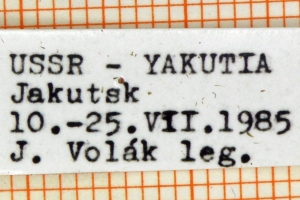 USSR - YAKUTIA
Jakutsk
10.-25.VII.1985
J. Volák leg.